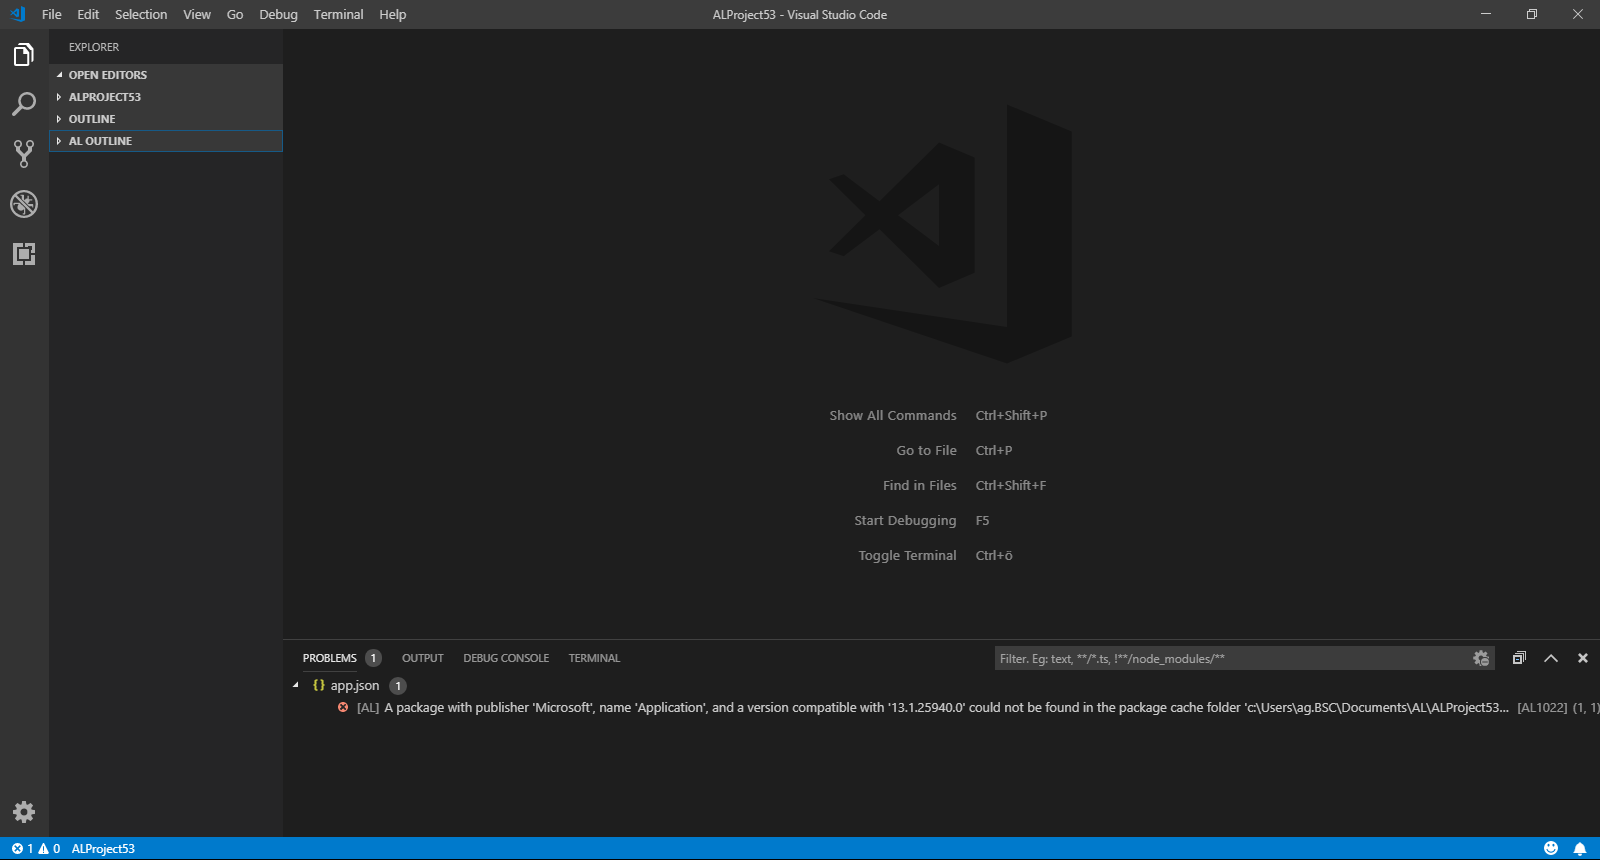 File Edit Selection View Go Debug Terminal Help ALProject53 - Visual Studio Code
EXPLORER
OPEN EDITORS
ALPROJECT53
OUTLINE
AL OUTLINE
Show All Commands Ctrl+Shift+P
Go to File Ctrl+P
Find in Files Ctrl+Shift+F
Start Debugging F5
Toggle Terminal Ctrl+ö
PROBLEMS 1 OUTPUT DEBUG CONSOLE TERMINAL Filter. Eg: text, **/*.ts, !**/node_modules/**
{} app.json 1
[AL] A package with publisher 'Microsoft', name 'Application', and a version compatible with '13.1.25940.0' could not be found in the package cache folder 'c:\Users\ag.BSC\Documents\AL\ALProject53... [AL1022] (1, 1)
1 0 ALProject53